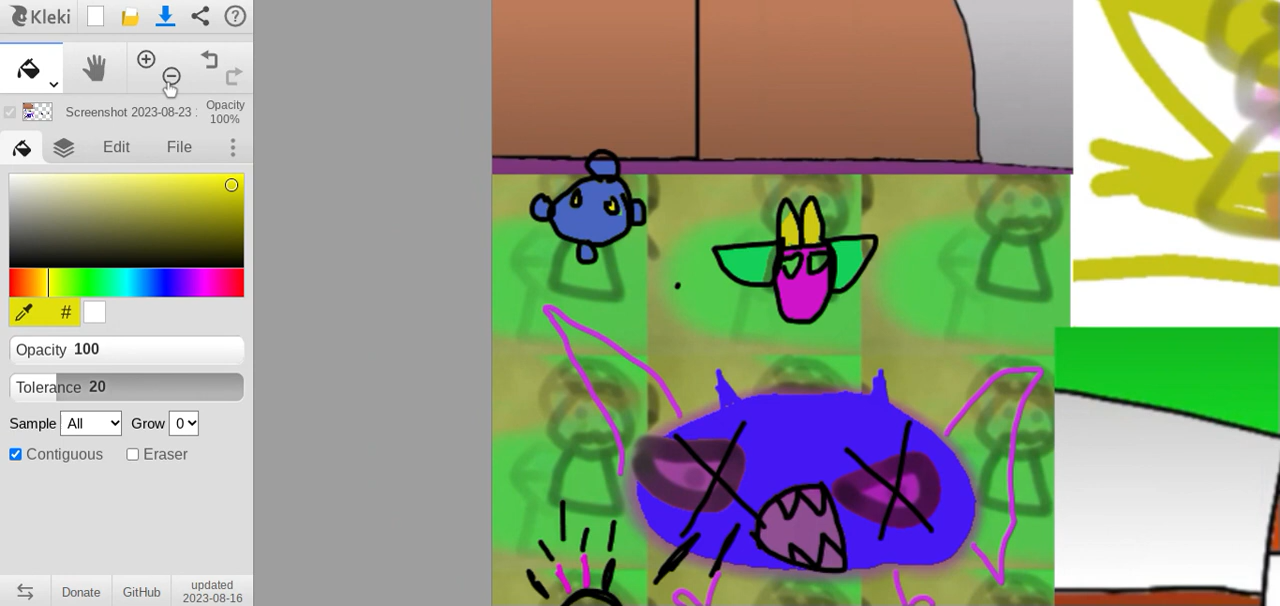 Kleki
Screenshot 2023-08-23
Opacity
100%
Edit
File
#
Opacity 100
Tolerance 20
Sample All Grow 0
Contiguous Eraser
Donate GitHub updated
2023-08-16